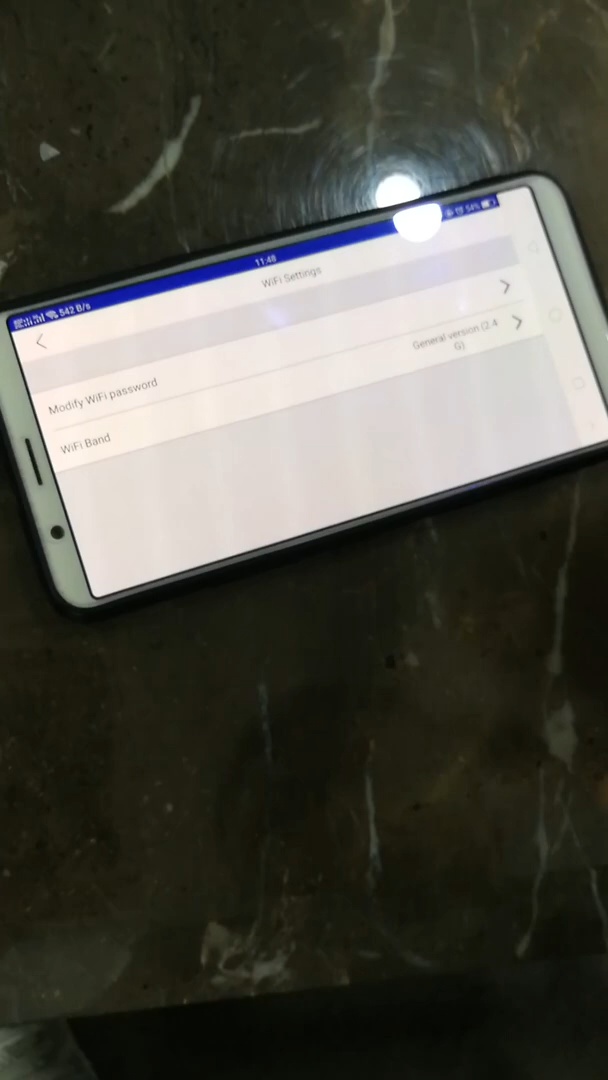 542 B/s 11:48 54%
WiFi Settings
Modify WiFi password
WiFi Band General version (2.4
G)